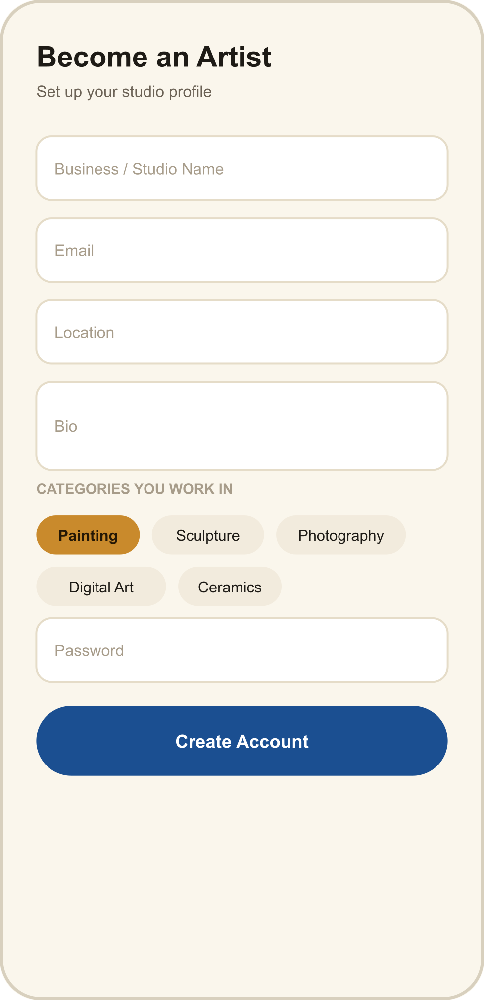 Become an Artist
Set up your studio profile
Business / Studio Name
Email
Location
Bio
CATEGORIES YOU WORK IN
Painting Sculpture Photography
Digital Art Ceramics
Password
Create Account